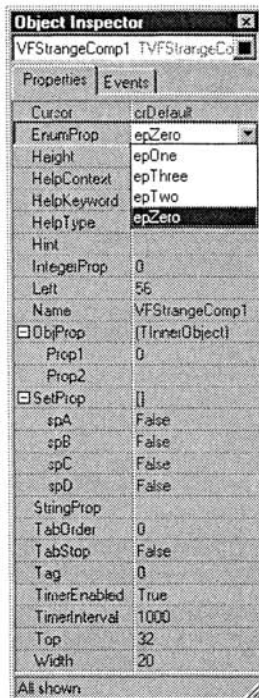 Object Inspector
VFStrangeComp1 TVFStrangeCo
Properties Events
Cursor crDefault
EnumProp epZero
Height epOne
HelpContext epThree
HelpKeyword epTwo
HelpType epZero
Hint
IntegerProp 0
Left 56
Name VFStrangeComp1
ObjProp (TInnerObject)
Prop1 0
Prop2
SetProp []
spA False
spB False
spC False
spD False
StringProp
TabOrder 0
TabStop False
Tag 0
TimerEnabled True
TimerInterval 1000
Top 32
Width 20
All shown